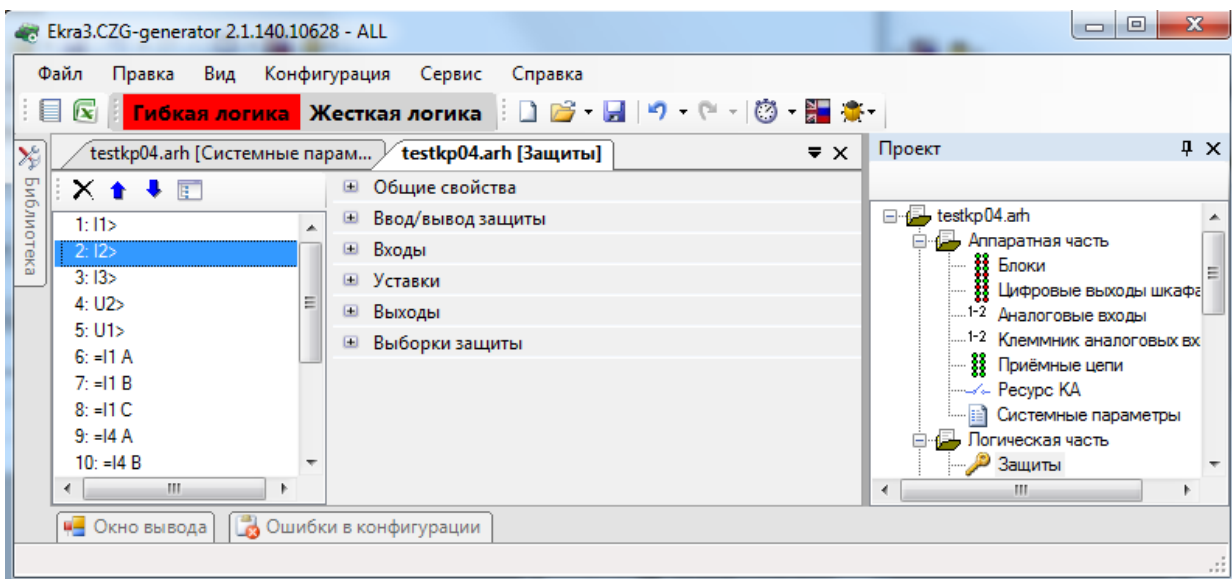 Ekra3.CZG-generator 2.1.140.10628 - ALL
Файл Правка Вид Конфигурация Сервис Справка
Гибкая логика Жесткая логика
Библиотека
testkp04.arh [Системные парам... testkp04.arh [Защиты]
1: I1>
2: I2>
3: I3>
4: U2>
5: U1>
6: =I1 A
7: =I1 B
8: =I1 C
9: =I4 A
10: =I4 B
Общие свойства
Ввод/вывод защиты
Входы
Уставки
Выходы
Выборки защиты
Проект
testkp04.arh
Аппаратная часть
Блоки
Цифровые выходы шкафа
1-2 Аналоговые входы
1-2 Клеммник аналоговых вх
Приёмные цепи
Ресурс КА
Системные параметры
Логическая часть
Защиты
Окно вывода Ошибки в конфигурации